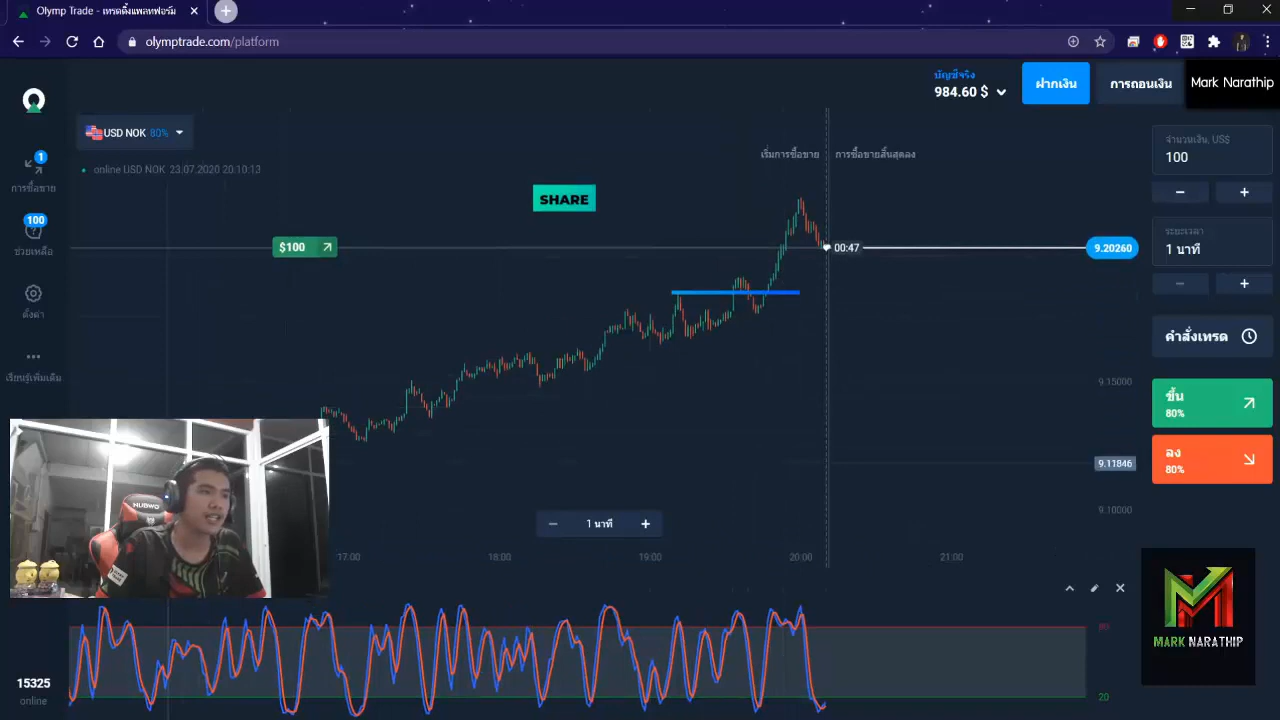 Olymp Trade - เทรดดิ้งแพลทฟอร์ม
olymptrade.com/platform
บัญชีจริง
984.60 $
ฝากเงิน
การถอนเงิน
Mark Narathip
USD NOK 80%
online USD NOK 23.07.2020 20:10:13
1
การซื้อขาย
100
ช่วยเหลือ
ตั้งค่า
เรียนรู้เพิ่มเติม
เริ่มการซื้อขาย
การซื้อขายสิ้นสุดลง
SHARE
$100
00:47
9.20260
9.15000
9.11846
9.10000
จำนวนเงิน, US$
100
ระยะเวลา
1 นาที
คำสั่งเทรด
ขึ้น
80%
ลง
80%
1 นาที
17:00
18:00
19:00
20:00
21:00
NUBWO
80
20
MARK NARATHIP
15325
online